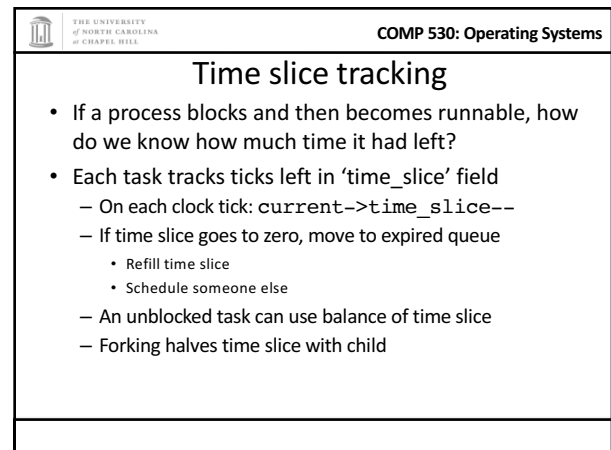 THE UNIVERSITY
of NORTH CAROLINA
at CHAPEL HILL
COMP 530: Operating Systems
Time slice tracking
• If a process blocks and then becomes runnable, how
do we know how much time it had left?
• Each task tracks ticks left in ‘time_slice’ field
– On each clock tick: current->time_slice--
– If time slice goes to zero, move to expired queue
• Refill time slice
• Schedule someone else
– An unblocked task can use balance of time slice
– Forking halves time slice with child